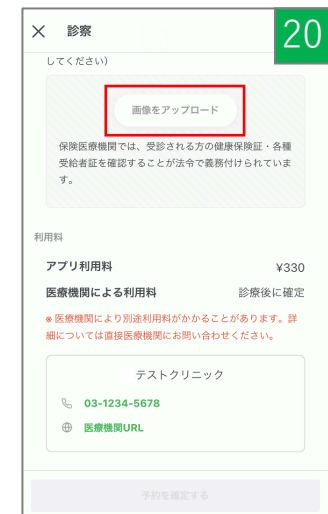 × 診察
20
してください）
画像をアップロード
保険医療機関では、受診される方の健康保険証・各種
受給者証を確認することが法令で義務付けられていま
す。
利用料
アプリ利用料 ¥330
医療機関による利用料 診療後に確定
※ 医療機関により別途利用料がかかることがあります。詳
細については直接医療機関にお問い合わせください。
テストクリニック
03-1234-5678
医療機関URL
予約を確定する